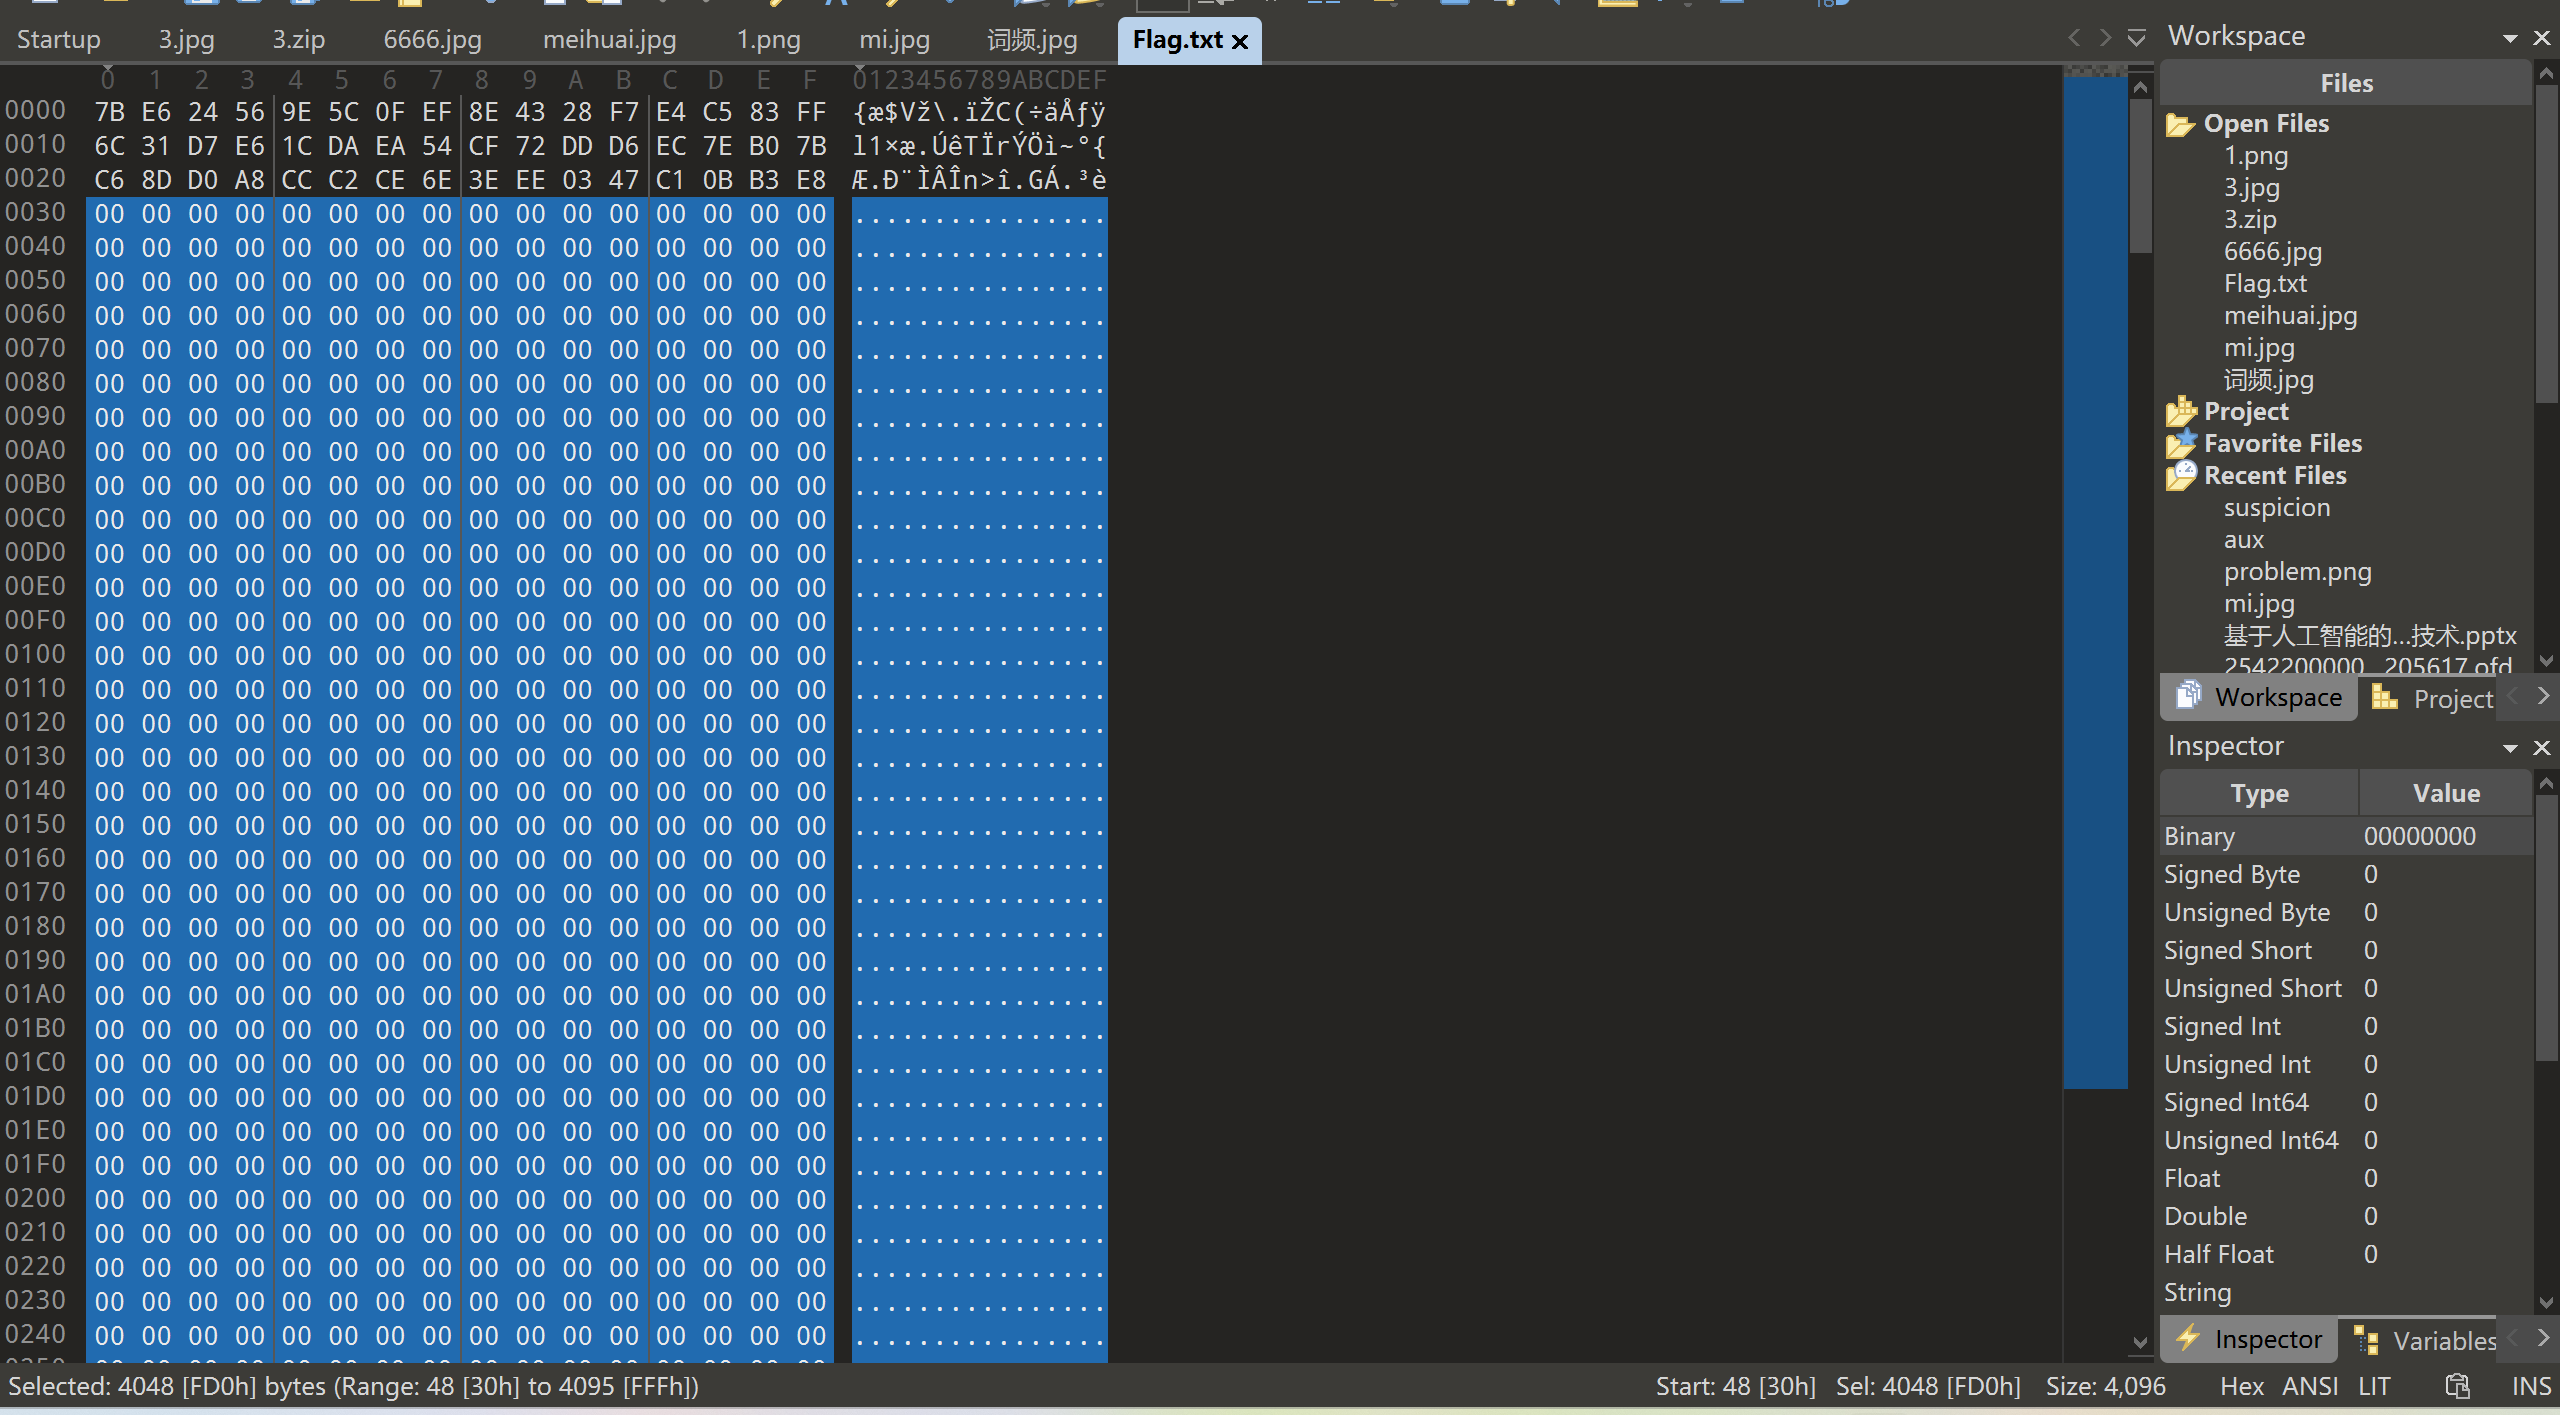 Startup 3.jpg 3.zip 6666.jpg meihuai.jpg 1.png mi.jpg 词频.jpg Flag.txt
0 1 2 3 4 5 6 7 8 9 A B C D E F 0123456789ABCDEF
0000 7B E6 24 56 9E 5C 0F EF 8E 43 28 F7 E4 C5 83 FF {æ$Vž\.ïŽC(÷äÅƒÿ
0010 6C 31 D7 E6 1C DA EA 54 CF 72 DD D6 EC 7E B0 7B l1×æ.ÚêTÏrÝÖì~°{
0020 C6 8D D0 A8 CC C2 CE 6E 3E EE 03 47 C1 0B B3 E8 Æ.Ð¨ÌÂÎn>î.GÁ.³è
0030 00 00 00 00 00 00 00 00 00 00 00 00 00 00 00 00 ................
0040 00 00 00 00 00 00 00 00 00 00 00 00 00 00 00 00 ................
0050 00 00 00 00 00 00 00 00 00 00 00 00 00 00 00 00 ................
0060 00 00 00 00 00 00 00 00 00 00 00 00 00 00 00 00 ................
0070 00 00 00 00 00 00 00 00 00 00 00 00 00 00 00 00 ................
0080 00 00 00 00 00 00 00 00 00 00 00 00 00 00 00 00 ................
0090 00 00 00 00 00 00 00 00 00 00 00 00 00 00 00 00 ................
00A0 00 00 00 00 00 00 00 00 00 00 00 00 00 00 00 00 ................
00B0 00 00 00 00 00 00 00 00 00 00 00 00 00 00 00 00 ................
00C0 00 00 00 00 00 00 00 00 00 00 00 00 00 00 00 00 ................
00D0 00 00 00 00 00 00 00 00 00 00 00 00 00 00 00 00 ................
00E0 00 00 00 00 00 00 00 00 00 00 00 00 00 00 00 00 ................
00F0 00 00 00 00 00 00 00 00 00 00 00 00 00 00 00 00 ................
0100 00 00 00 00 00 00 00 00 00 00 00 00 00 00 00 00 ................
0110 00 00 00 00 00 00 00 00 00 00 00 00 00 00 00 00 ................
0120 00 00 00 00 00 00 00 00 00 00 00 00 00 00 00 00 ................
0130 00 00 00 00 00 00 00 00 00 00 00 00 00 00 00 00 ................
0140 00 00 00 00 00 00 00 00 00 00 00 00 00 00 00 00 ................
0150 00 00 00 00 00 00 00 00 00 00 00 00 00 00 00 00 ................
0160 00 00 00 00 00 00 00 00 00 00 00 00 00 00 00 00 ................
0170 00 00 00 00 00 00 00 00 00 00 00 00 00 00 00 00 ................
0180 00 00 00 00 00 00 00 00 00 00 00 00 00 00 00 00 ................
0190 00 00 00 00 00 00 00 00 00 00 00 00 00 00 00 00 ................
01A0 00 00 00 00 00 00 00 00 00 00 00 00 00 00 00 00 ................
01B0 00 00 00 00 00 00 00 00 00 00 00 00 00 00 00 00 ................
01C0 00 00 00 00 00 00 00 00 00 00 00 00 00 00 00 00 ................
01D0 00 00 00 00 00 00 00 00 00 00 00 00 00 00 00 00 ................
01E0 00 00 00 00 00 00 00 00 00 00 00 00 00 00 00 00 ................
01F0 00 00 00 00 00 00 00 00 00 00 00 00 00 00 00 00 ................
0200 00 00 00 00 00 00 00 00 00 00 00 00 00 00 00 00 ................
0210 00 00 00 00 00 00 00 00 00 00 00 00 00 00 00 00 ................
0220 00 00 00 00 00 00 00 00 00 00 00 00 00 00 00 00 ................
0230 00 00 00 00 00 00 00 00 00 00 00 00 00 00 00 00 ................
0240 00 00 00 00 00 00 00 00 00 00 00 00 00 00 00 00 ................
Workspace
Files
Open Files
1.png
3.jpg
3.zip
6666.jpg
Flag.txt
meihuai.jpg
mi.jpg
词频.jpg
Project
Favorite Files
Recent Files
suspicion
aux
problem.png
mi.jpg
基于人工智能的...技术.pptx
2542200000...205617.ofd
Workspace Project
Inspector
Type Value
Binary 00000000
Signed Byte 0
Unsigned Byte 0
Signed Short 0
Unsigned Short 0
Signed Int 0
Unsigned Int 0
Signed Int64 0
Unsigned Int64 0
Float 0
Double 0
Half Float 0
String
Inspector Variables
Selected: 4048 [FD0h] bytes (Range: 48 [30h] to 4095 [FFFh]) Start: 48 [30h] Sel: 4048 [FD0h] Size: 4,096 Hex ANSI LIT INS